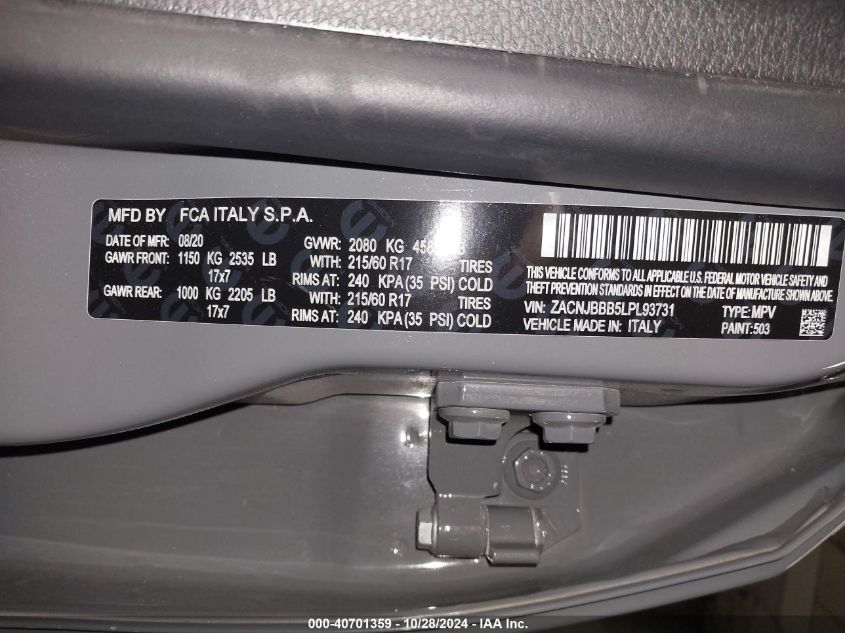 MFD BY FCA ITALY S.P.A.
DATE OF MFR: 08/20 GVWR: 2080 KG
GAWR FRONT: 1150 KG 2535 LB WITH: 215/60 R17 TIRES
17x7 RIMS AT: 240 KPA (35 PSI) COLD
GAWR REAR: 1000 KG 2205 LB WITH: 215/60 R17 TIRES
17x7 RIMS AT: 240 KPA (35 PSI) COLD
THIS VEHICLE CONFORMS TO ALL APPLICABLE U.S. FEDERAL MOTOR VEHICLE SAFETY AND
THEFT PREVENTION STANDARDS IN EFFECT ON THE DATE OF MANUFACTURE SHOWN ABOVE.
VIN: ZACNJBBB5LPL93731 TYPE: MPV
VEHICLE MADE IN: ITALY PAINT: 503
000-40701359 - 10/28/2024 - IAA Inc.